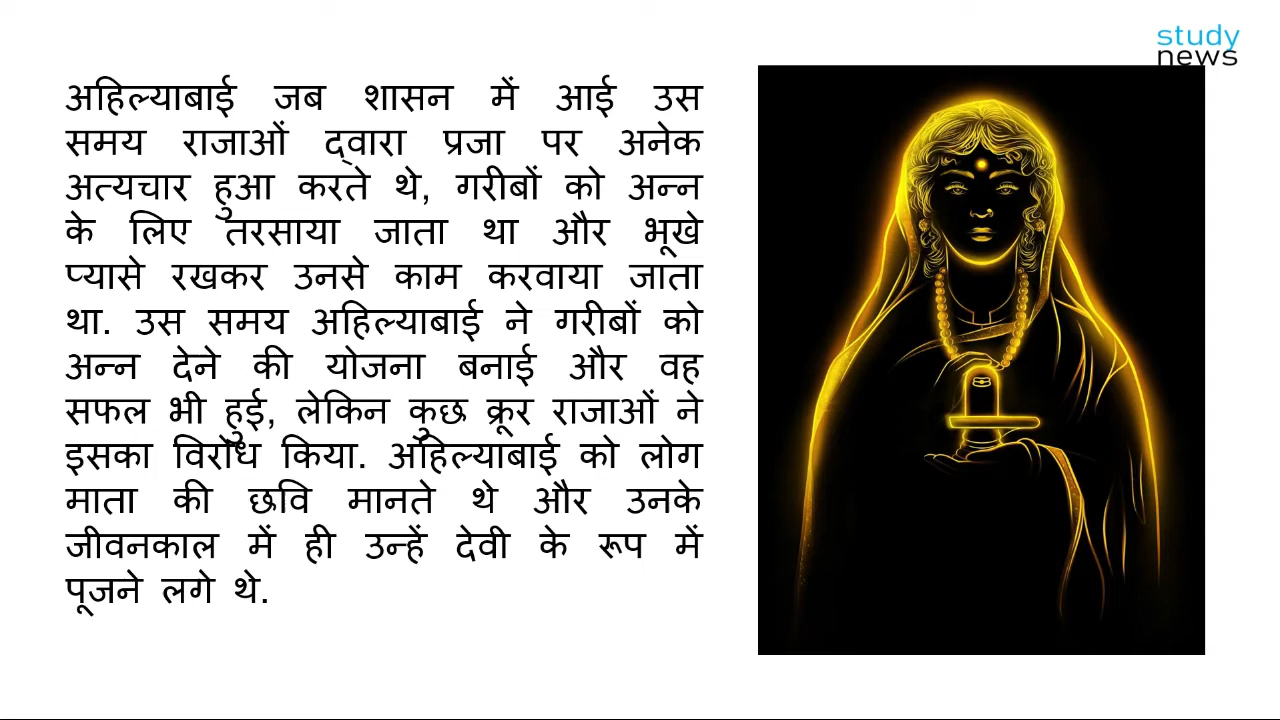 study
news
अहिल्याबाई जब शासन में आई उस
समय राजाओं द्वारा प्रजा पर अनेक
अत्यचार हुआ करते थे, गरीबों को अन्न
के लिए तरसाया जाता था और भूखे
प्यासे रखकर उनसे काम करवाया जाता
था. उस समय अहिल्याबाई ने गरीबों को
अन्न देने की योजना बनाई और वह
सफल भी हुई, लेकिन कुछ क्रूर राजाओं ने
इसका विरोध किया. अहिल्याबाई को लोग
माता की छवि मानते थे और उनके
जीवनकाल में ही उन्हें देवी के रूप में
पूजने लगे थे.